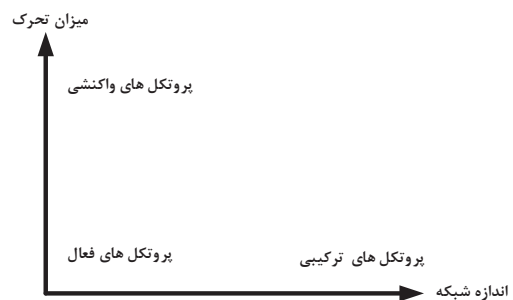 میزان تحرک
پروتکل های واکنشی
پروتکل های فعال
پروتکل های ترکیبی
اندازه شبکه